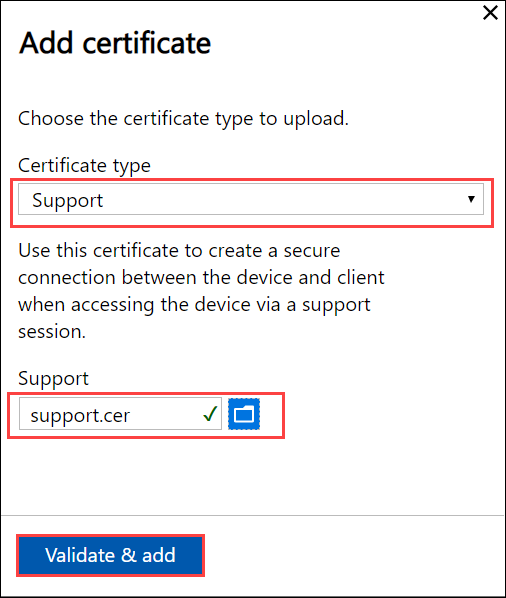 Add certificate
Choose the certificate type to upload.
Certificate type
Support
Use this certificate to create a secure
connection between the device and client
when accessing the device via a support
session.
Support
support.cer
Validate & add